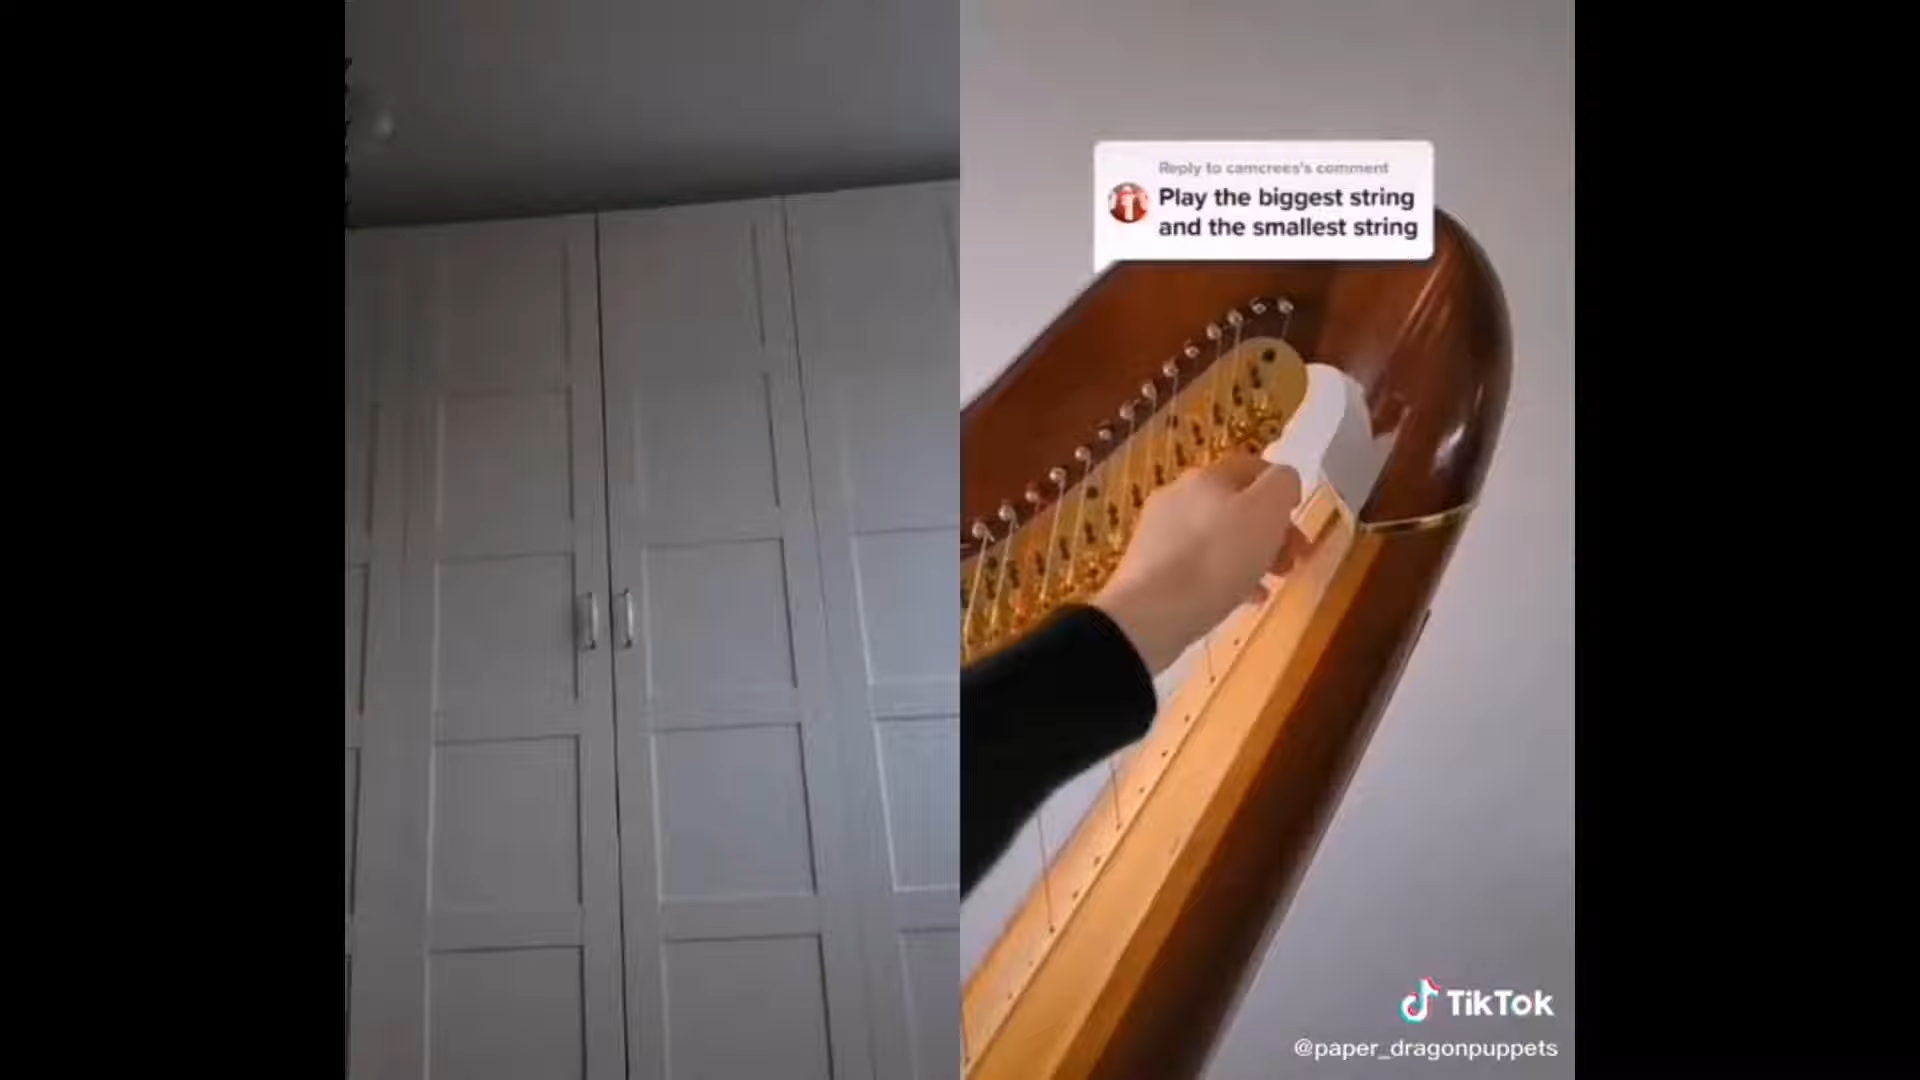 Reply to camcrees's comment
Play the biggest string
and the smallest string
TikTok
@paper_dragonpuppets